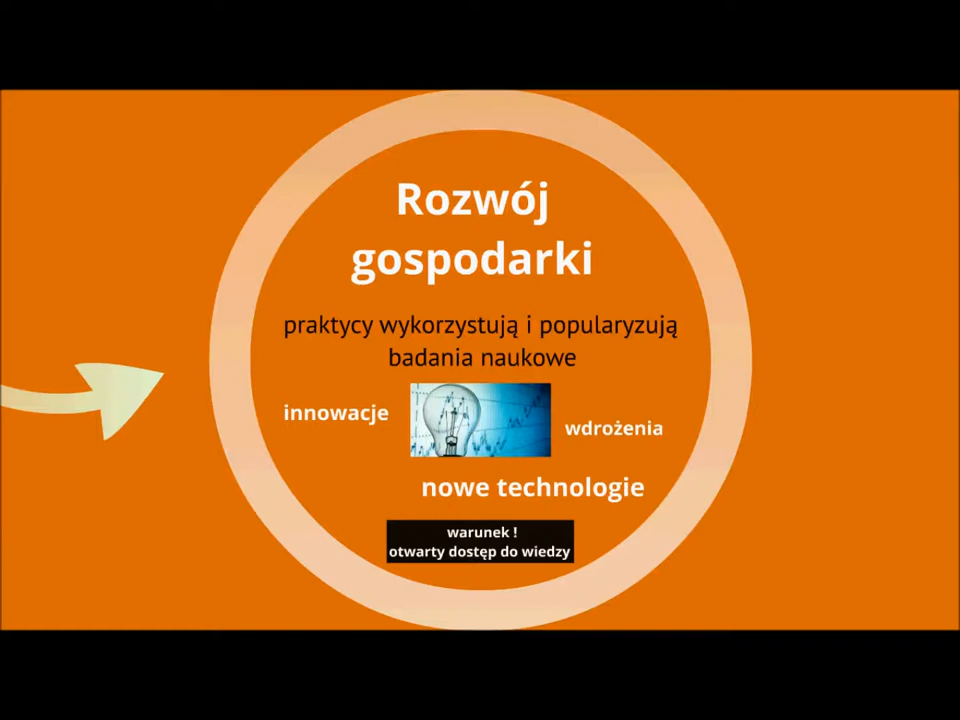 Rozwój
gospodarki
praktycy wykorzystują i popularyzują
badania naukowe
innowacje
wdrożenia
nowe technologie
warunek !
otwarty dostęp do wiedzy